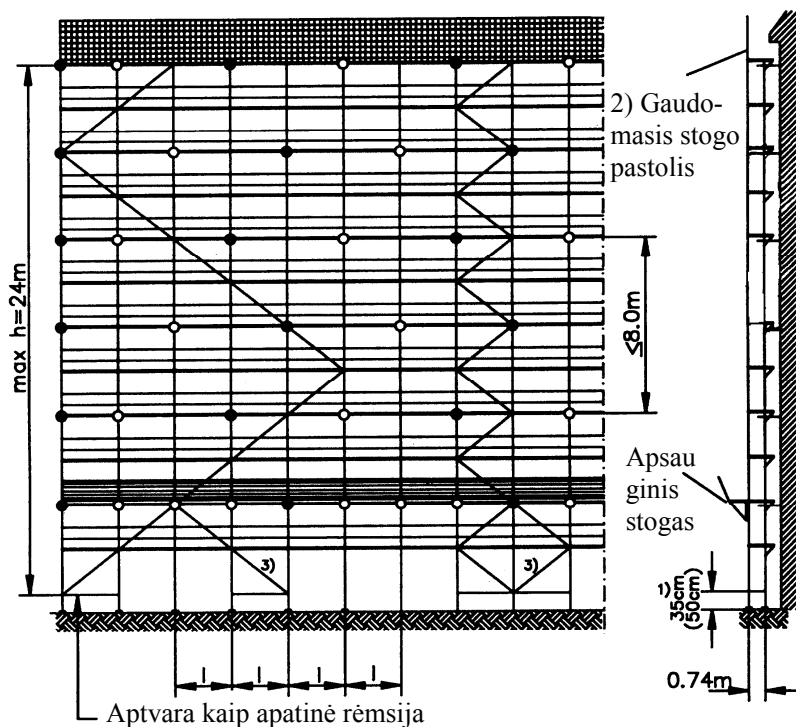 2) Gaudo-
masis stogo
pastolis
max h=24m
≤8.0m
Apsau
ginis
stogas
3)
3)
1)
35cm
(50cm)
l
l
l
l
0.74m
Aptvara kaip apatinė rėmsija